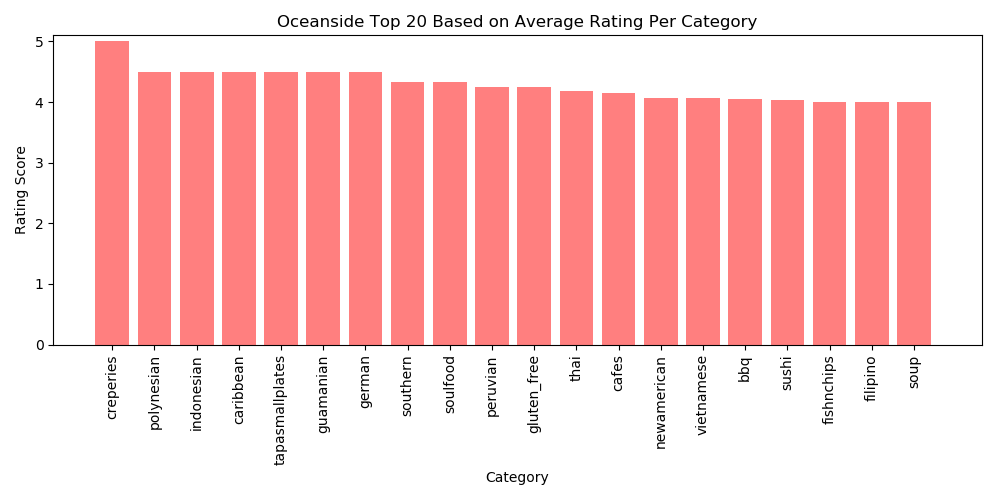 Oceanside Top 20 Based on Average Rating Per Category
Rating Score
5
4
3
2
1
0
creperies
polynesian
indonesian
caribbean
tapasmallplates
guamanian
german
southern
soulfood
peruvian
gluten_free
thai
cafes
newamerican
vietnamese
bbq
sushi
fishnchips
filipino
soup
Category